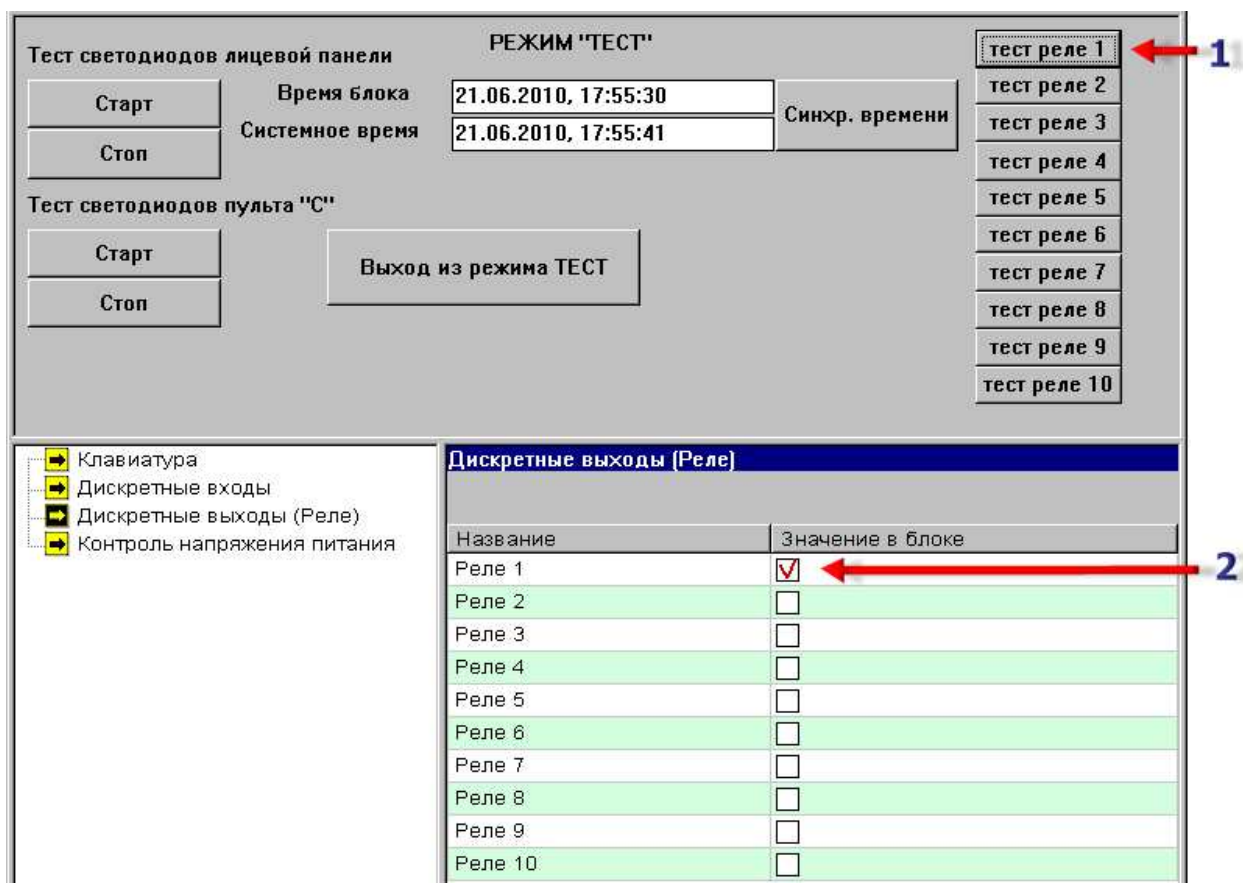 РЕЖИМ "ТЕСТ"
Тест светодиодов лицевой панели
Старт
Стоп
Время блока
21.06.2010, 17:55:30
Системное время
21.06.2010, 17:55:41
Синхр. времени
Тест светодиодов пульта "С"
Старт
Стоп
Выход из режима ТЕСТ
тест реле 1
1
тест реле 2
тест реле 3
тест реле 4
тест реле 5
тест реле 6
тест реле 7
тест реле 8
тест реле 9
тест реле 10
Клавиатура
Дискретные входы
Дискретные выходы (Реле)
Контроль напряжения питания
Дискретные выходы (Реле)
Название Значение в блоке
Реле 1
2
Реле 2
Реле 3
Реле 4
Реле 5
Реле 6
Реле 7
Реле 8
Реле 9
Реле 10